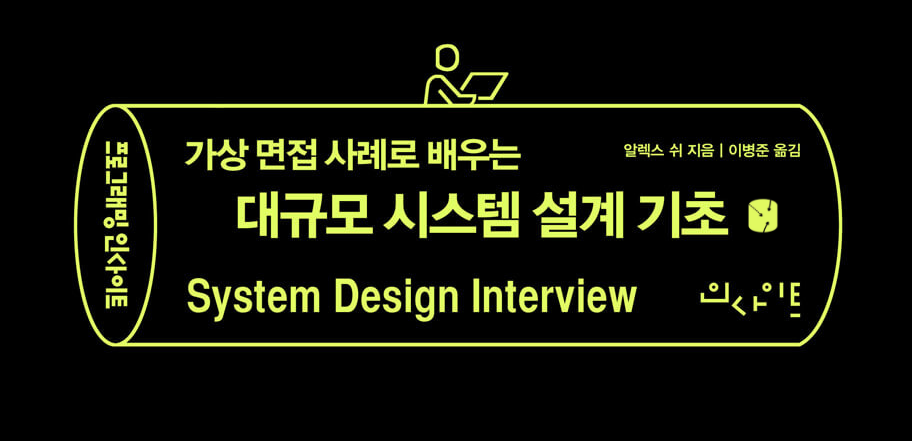 프로그래밍 인사이트
가상 면접 사례로 배우는
알렉스 쉬 지음 | 이병준 옮김
대규모 시스템 설계 기초
System Design Interview
인사이트